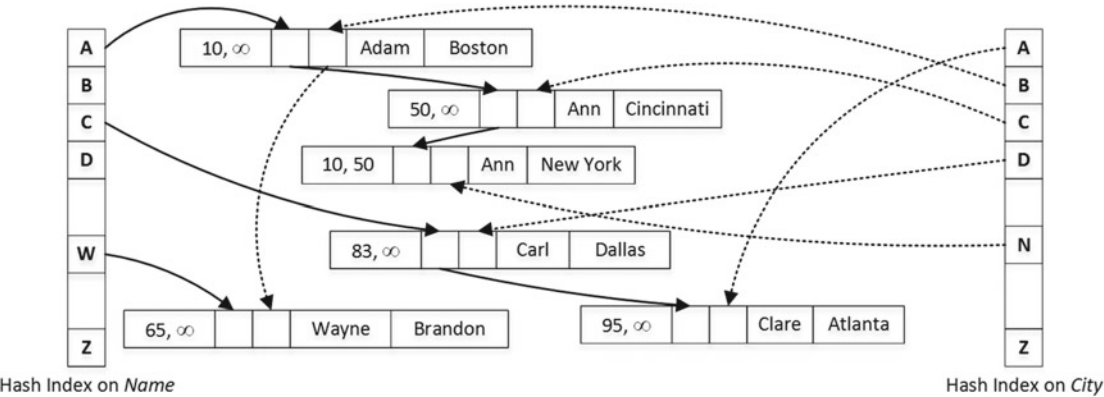 A
B
C
D
W
Z
Hash Index on Name
10, ∞ Adam Boston
50, ∞ Ann Cincinnati
10, 50 Ann New York
83, ∞ Carl Dallas
65, ∞ Wayne Brandon
95, ∞ Clare Atlanta
A
B
C
D
N
Z
Hash Index on City